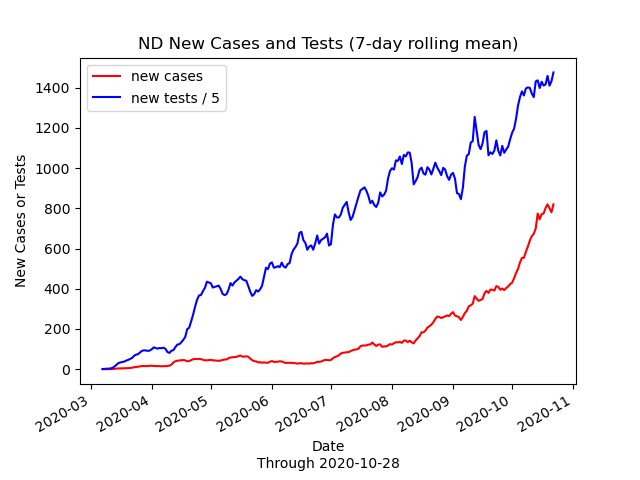 ND New Cases and Tests (7-day rolling mean)
new cases
new tests / 5
New Cases or Tests
1400
1200
1000
800
600
400
200
0
2020-03
2020-04
2020-05
2020-06
2020-07
2020-08
2020-09
2020-10
2020-11
Date
Through 2020-10-28